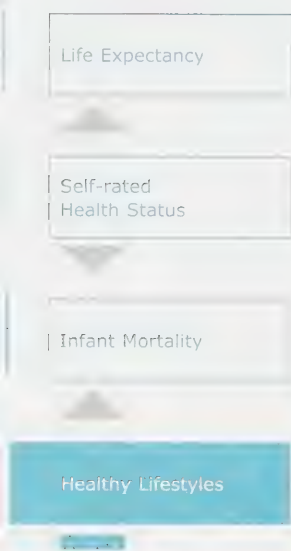 Life Expectancy
Self-rated
Health Status
Infant Mortality
Healthy Lifestyles